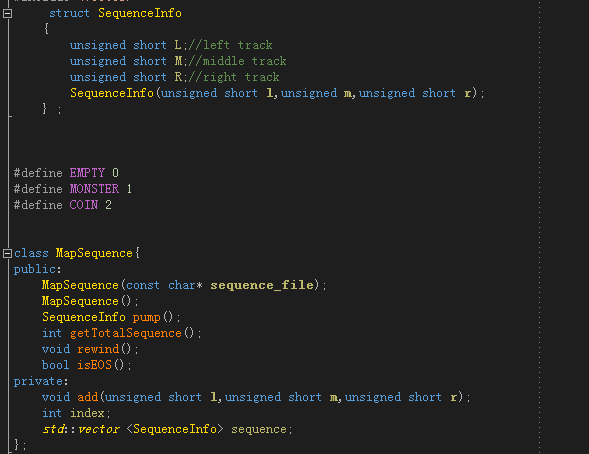 struct SequenceInfo
{
unsigned short L;//left track
unsigned short M;//middle track
unsigned short R;//right track
SequenceInfo(unsigned short l,unsigned m,unsigned short r);
} ;
#define EMPTY 0
#define MONSTER 1
#define COIN 2
class MapSequence{
public:
MapSequence(const char* sequence_file);
MapSequence();
SequenceInfo pump();
int getTotalSequence();
void rewind();
bool isEOS();
private:
void add(unsigned short l,unsigned short m,unsigned short r);
int index;
std::vector <SequenceInfo> sequence;
};